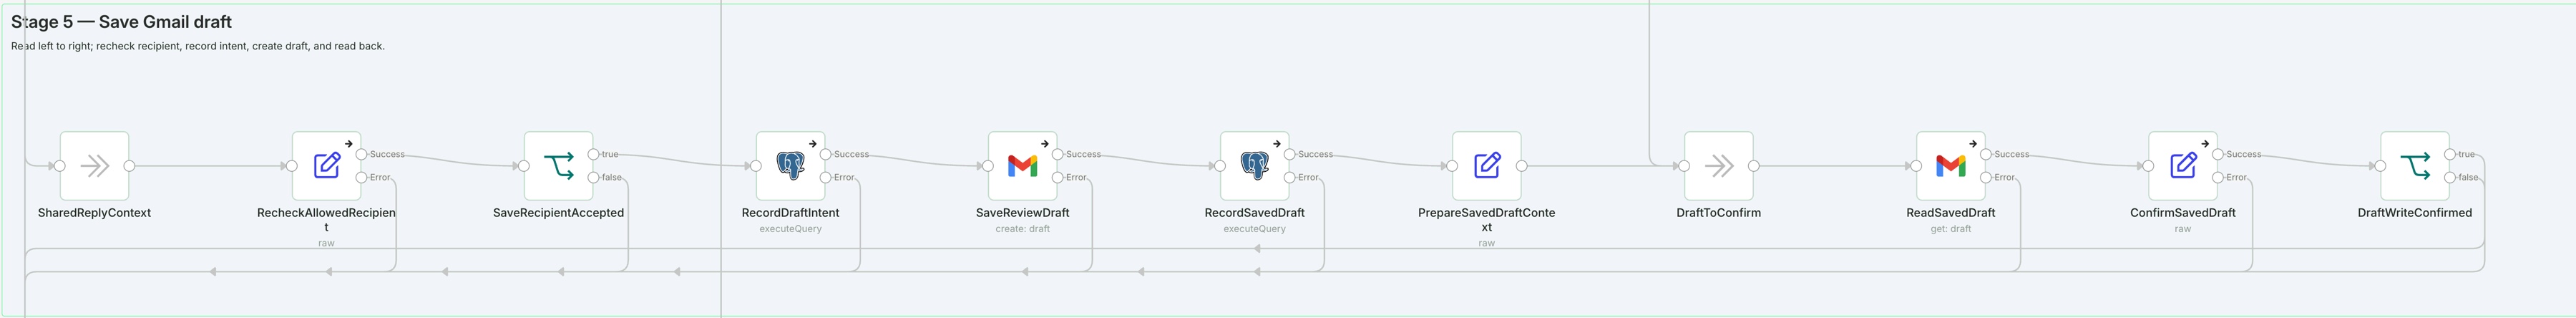 Stage 5 — Save Gmail draft
Read left to right; recheck recipient, record intent, create draft, and read back.
Success
Error
true
false
Success
Error
Success
Error
Success
Error
Success
Error
Success
Error
true
false
SharedReplyContext
RecheckAllowedRecipien
t
raw
SaveRecipientAccepted
RecordDraftIntent
executeQuery
SaveReviewDraft
create: draft
RecordSavedDraft
executeQuery
PrepareSavedDraftConte
xt
raw
DraftToConfirm
ReadSavedDraft
get: draft
ConfirmSavedDraft
raw
DraftWriteConfirmed